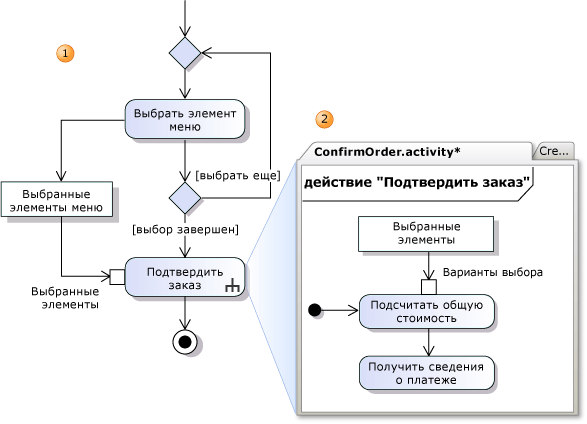 1
Выбрать элемент
меню
[выбрать еще]
Выбранные
элементы меню
[выбор завершен]
Выбранные
элементы
Подтвердить
заказ
2
ConfirmOrder.activity*
Cre...
действие "Подтвердить заказ"
Выбранные
элементы
Варианты выбора
Подсчитать общую
стоимость
Получить сведения
о платеже